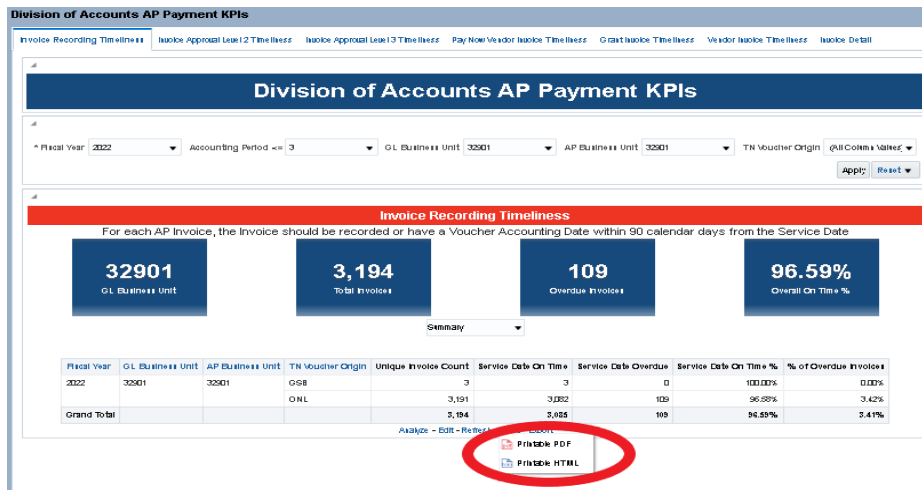 Division of Accounts AP Payment KPIs
Invoice Recording Timeliness Invoice Approval Level 2 Timeliness Invoice Approval Level 3 Timeliness Pay Now Vendor Invoice Timeliness Grant Invoice Timeliness Vendor Invoice Timeliness Invoice Detail
Division of Accounts AP Payment KPIs
* Fiscal Year 2022 Accounting Period <= 3 GL Business Unit 32901 AP Business Unit 32901 TN Voucher Origin (All Column Values)
Apply Reset
Invoice Recording Timeliness
For each AP Invoice, the Invoice should be recorded or have a Voucher Accounting Date within 90 calendar days from the Service Date
32901 3,194 109 96.59%
GL Business Unit Total Invoices Overdue Invoices Overall On Time %
Summary
Fiscal Year GL Business Unit AP Business Unit TN Voucher Origin Unique Invoice Count Service Date On Time Service Date Overdue Service Date On Time % % of Overdue Invoices
2022 32901 32901 GSB 3 3 0 100.00% 0.00%
ONL 3,191 3,082 109 96.58% 3.42%
Grand Total 3,194 3,085 109 96.59% 3.41%
Analyze - Edit - Refresh Export
Printable PDF
Printable HTML